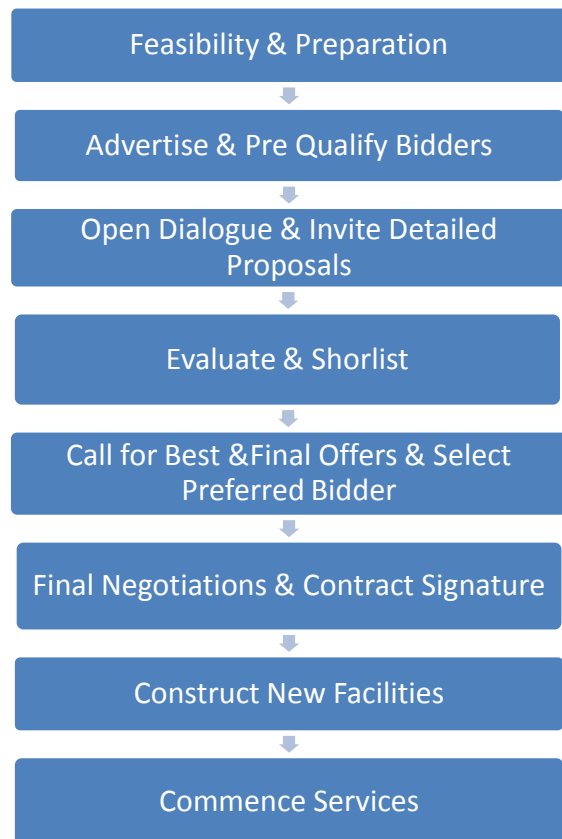 Feasibility & Preparation
Advertise & Pre Qualify Bidders
Open Dialogue & Invite Detailed
Proposals
Evaluate & Shorlist
Call for Best &Final Offers & Select
Preferred Bidder
Final Negotiations & Contract Signature
Construct New Facilities
Commence Services